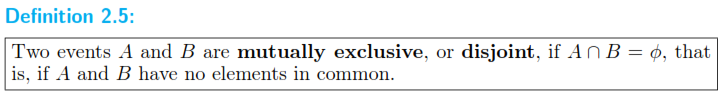 Definition 2.5:
Two events A and B are mutually exclusive, or disjoint, if A ∩ B = ϕ, that
is, if A and B have no elements in common.